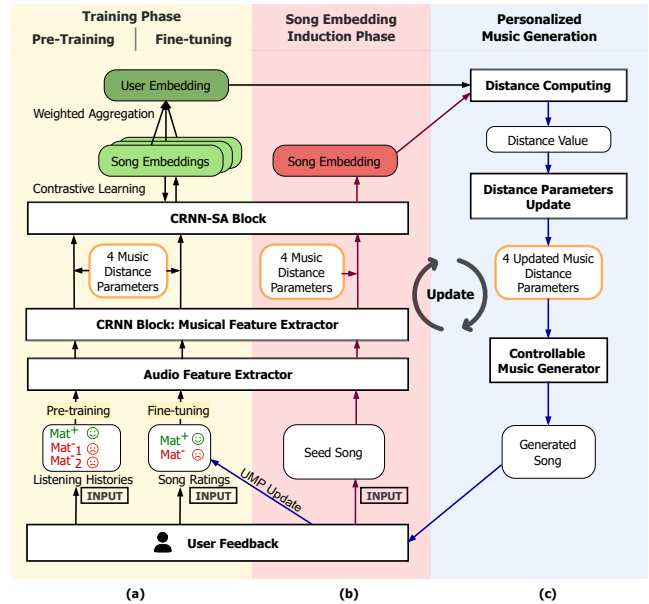 Training Phase
Pre-Training
Fine-tuning
Song Embedding
Induction Phase
Personalized
Music Generation
User Embedding
Weighted Aggregation
Song Embeddings
Contrastive Learning
CRNN-SA Block
4 Music
Distance
Parameters
CRNN Block: Musical Feature Extractor
Audio Feature Extractor
Pre-training
Fine-tuning
Mat+
Mat-1
Mat-2
Listening Histories
INPUT
Mat+
Mat-
Song Ratings
INPUT
UMP Update
Song Embedding
4 Music
Distance
Parameters
Seed Song
INPUT
User Feedback
Distance Computing
Distance Value
Distance Parameters
Update
4 Updated Music
Distance
Parameters
Update
Controllable
Music Generator
Generated
Song
(a)
(b)
(c)